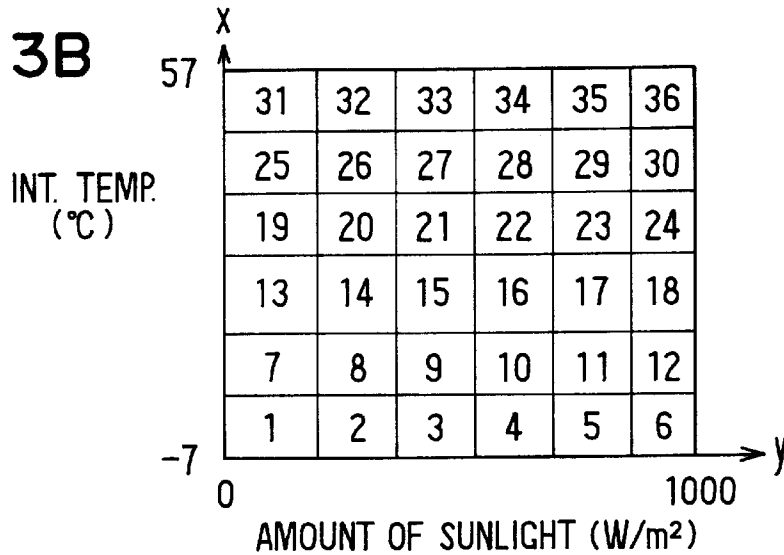 3B
X
57
31 32 33 34 35 36
25 26 27 28 29 30
INT. TEMP.
(°C)
19 20 21 22 23 24
13 14 15 16 17 18
7 8 9 10 11 12
1 2 3 4 5 6
-7
y
0 1000
AMOUNT OF SUNLIGHT (W/m²)